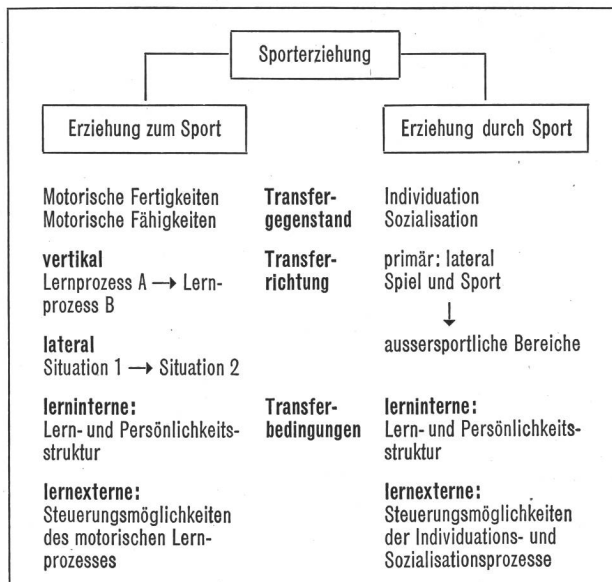 Sporterziehung
Erziehung zum Sport
Erziehung durch Sport
Motorische Fertigkeiten
Motorische Fähigkeiten
Transfer-
gegenstand
Individuation
Sozialisation
vertikal
Lernprozess A → Lern-
prozess B
Transfer-
richtung
primär: lateral
Spiel und Sport
↓
aussersportliche Bereiche
lateral
Situation 1 → Situation 2
lerninterne:
Lern- und Persönlichkeits-
struktur
Transfer-
bedingungen
lerninterne:
Lern- und Persönlichkeits-
struktur
lernexterne:
Steuerungsmöglichkeiten
des motorischen Lern-
prozesses
lernexterne:
Steuerungsmöglichkeiten
der Individuations- und
Sozialisationsprozesse